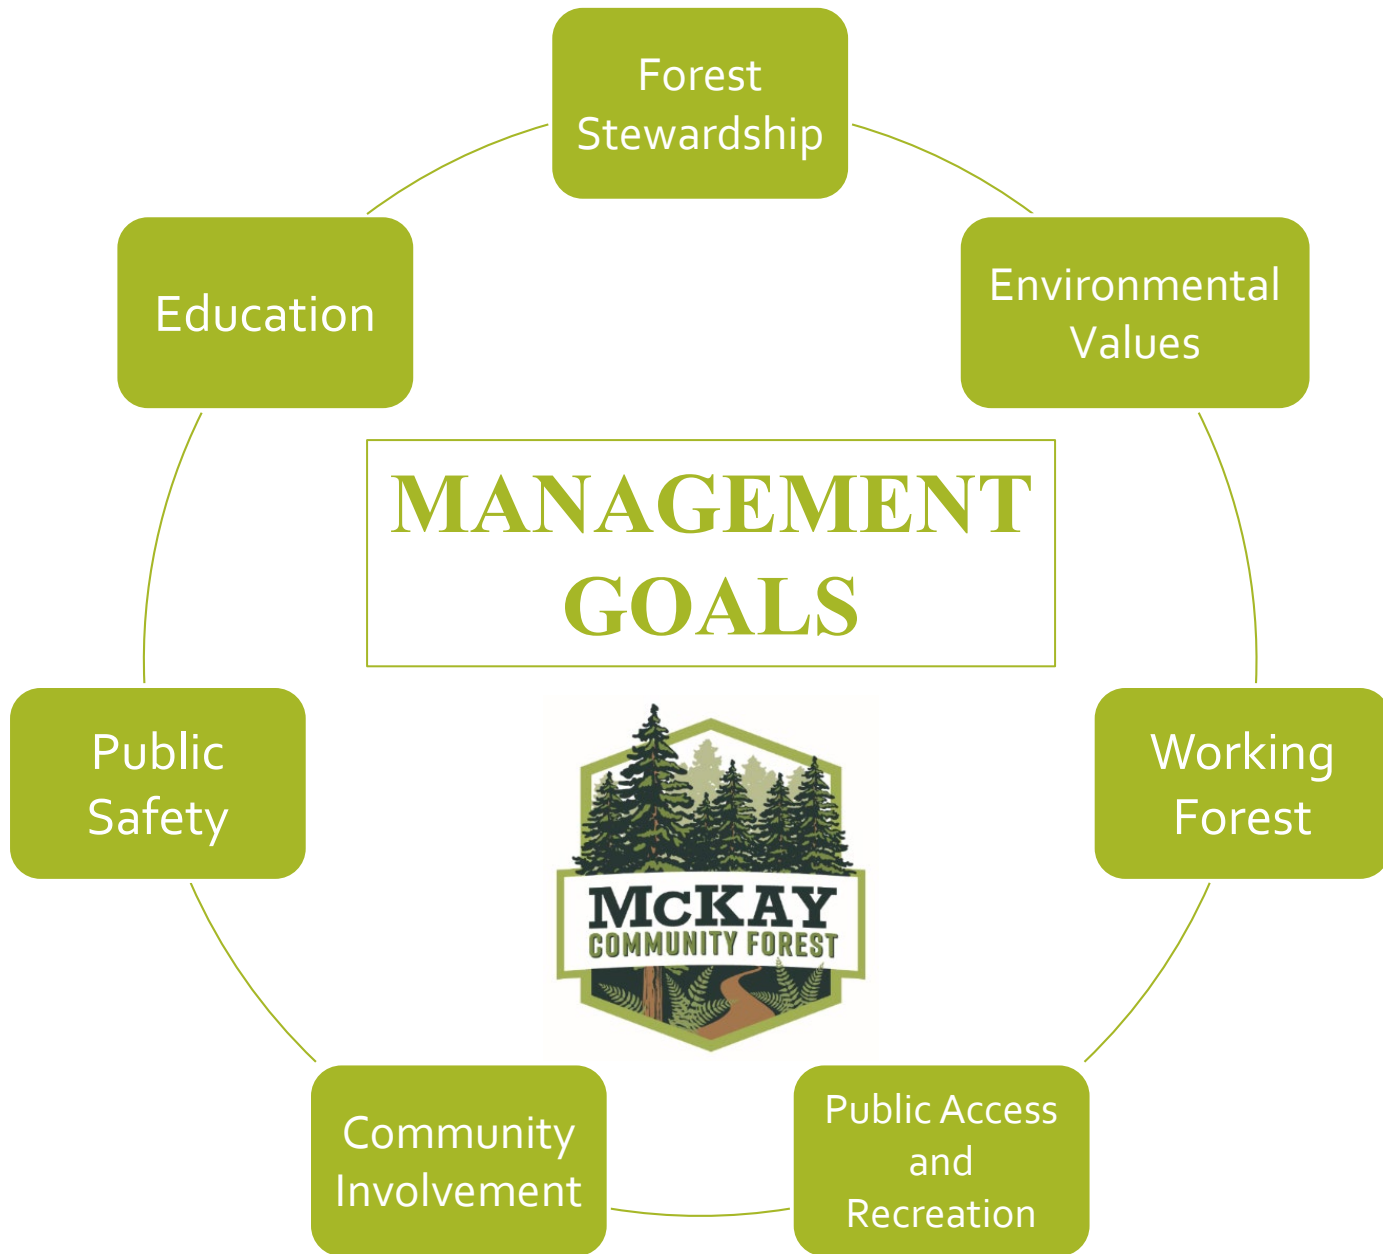 Forest
Stewardship
Environmental
Values
Working
Forest
Public Access
and
Recreation
Community
Involvement
Public
Safety
Education
MANAGEMENT
GOALS
McKAY
COMMUNITY FOREST